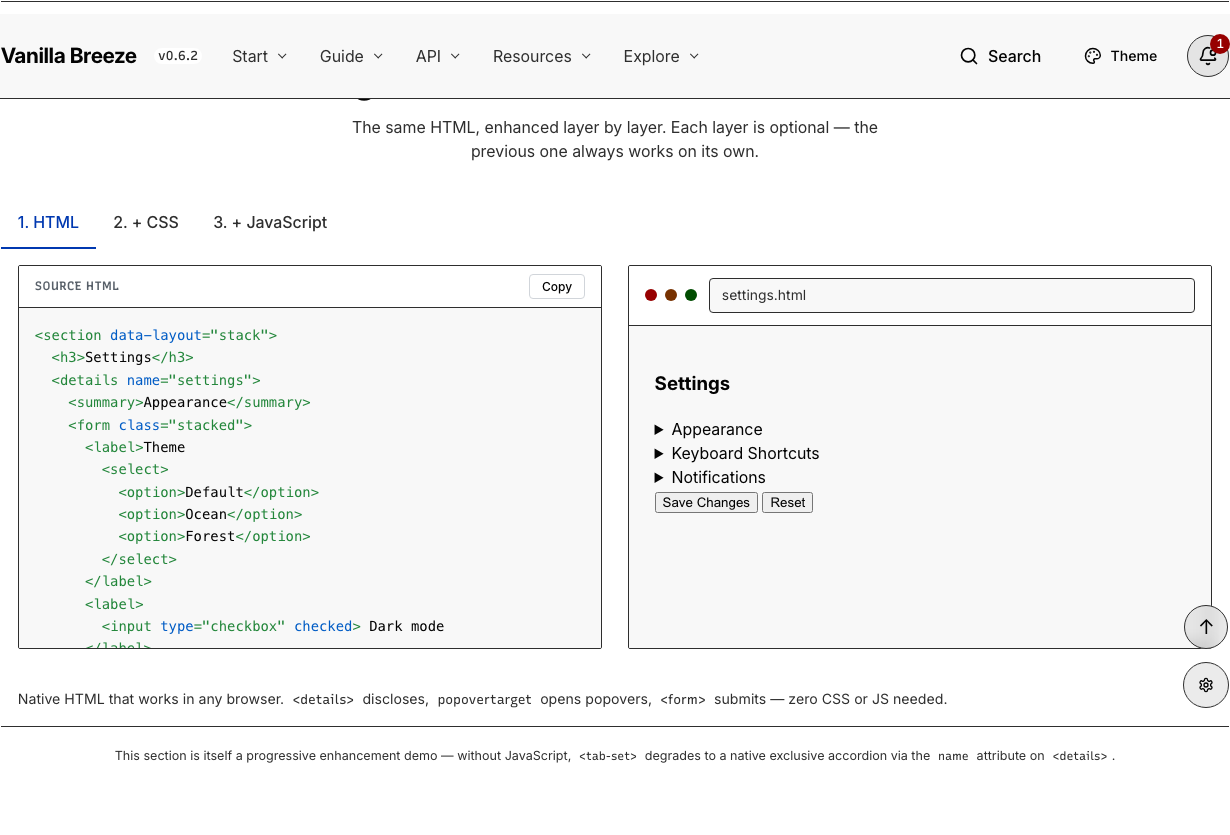 Vanilla Breeze v0.6.2 Start Guide API Resources Explore Search Theme 1
The same HTML, enhanced layer by layer. Each layer is optional — the
previous one always works on its own.
1. HTML 2. + CSS 3. + JavaScript
SOURCE HTML Copy
<section data-layout="stack">
<h3>Settings</h3>
<details name="settings">
<summary>Appearance</summary>
<form class="stacked">
<label>Theme
<select>
<option>Default</option>
<option>Ocean</option>
<option>Forest</option>
</select>
</label>
<label>
<input type="checkbox" checked> Dark mode
</label>
settings.html
Settings
Appearance
Keyboard Shortcuts
Notifications
Save Changes Reset
Native HTML that works in any browser. <details> discloses, popovertarget opens popovers, <form> submits — zero CSS or JS needed.
This section is itself a progressive enhancement demo — without JavaScript, <tab-set> degrades to a native exclusive accordion via the name attribute on <details>.